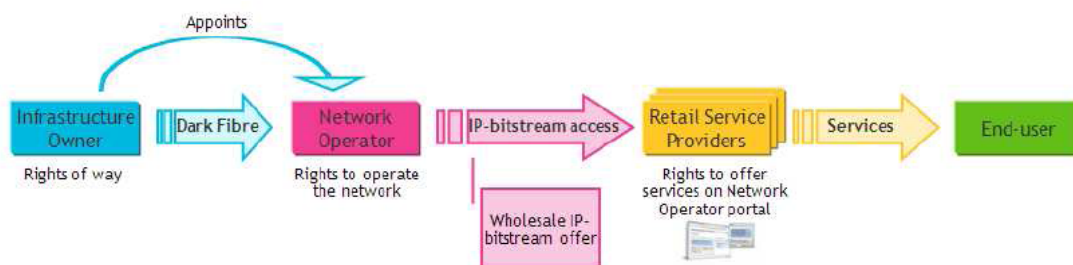 Appoints
Infrastructure
Owner
Rights of way
Dark Fibre
Network
Operator
Rights to operate
the network
IP-bitstream access
Wholesale IP-
bitstream offer
Retail Service
Providers
Rights to offer
services on Network
Operator portal
Services
End-user